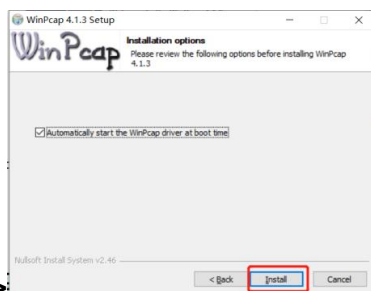 WinPcap 4.1.3 Setup
WinPcap
Installation options
Please review the following options before installing WinPcap
4.1.3
Automatically start the WinPcap driver at boot time
Nullsoft Install System v2.46
< Back
Install
Cancel